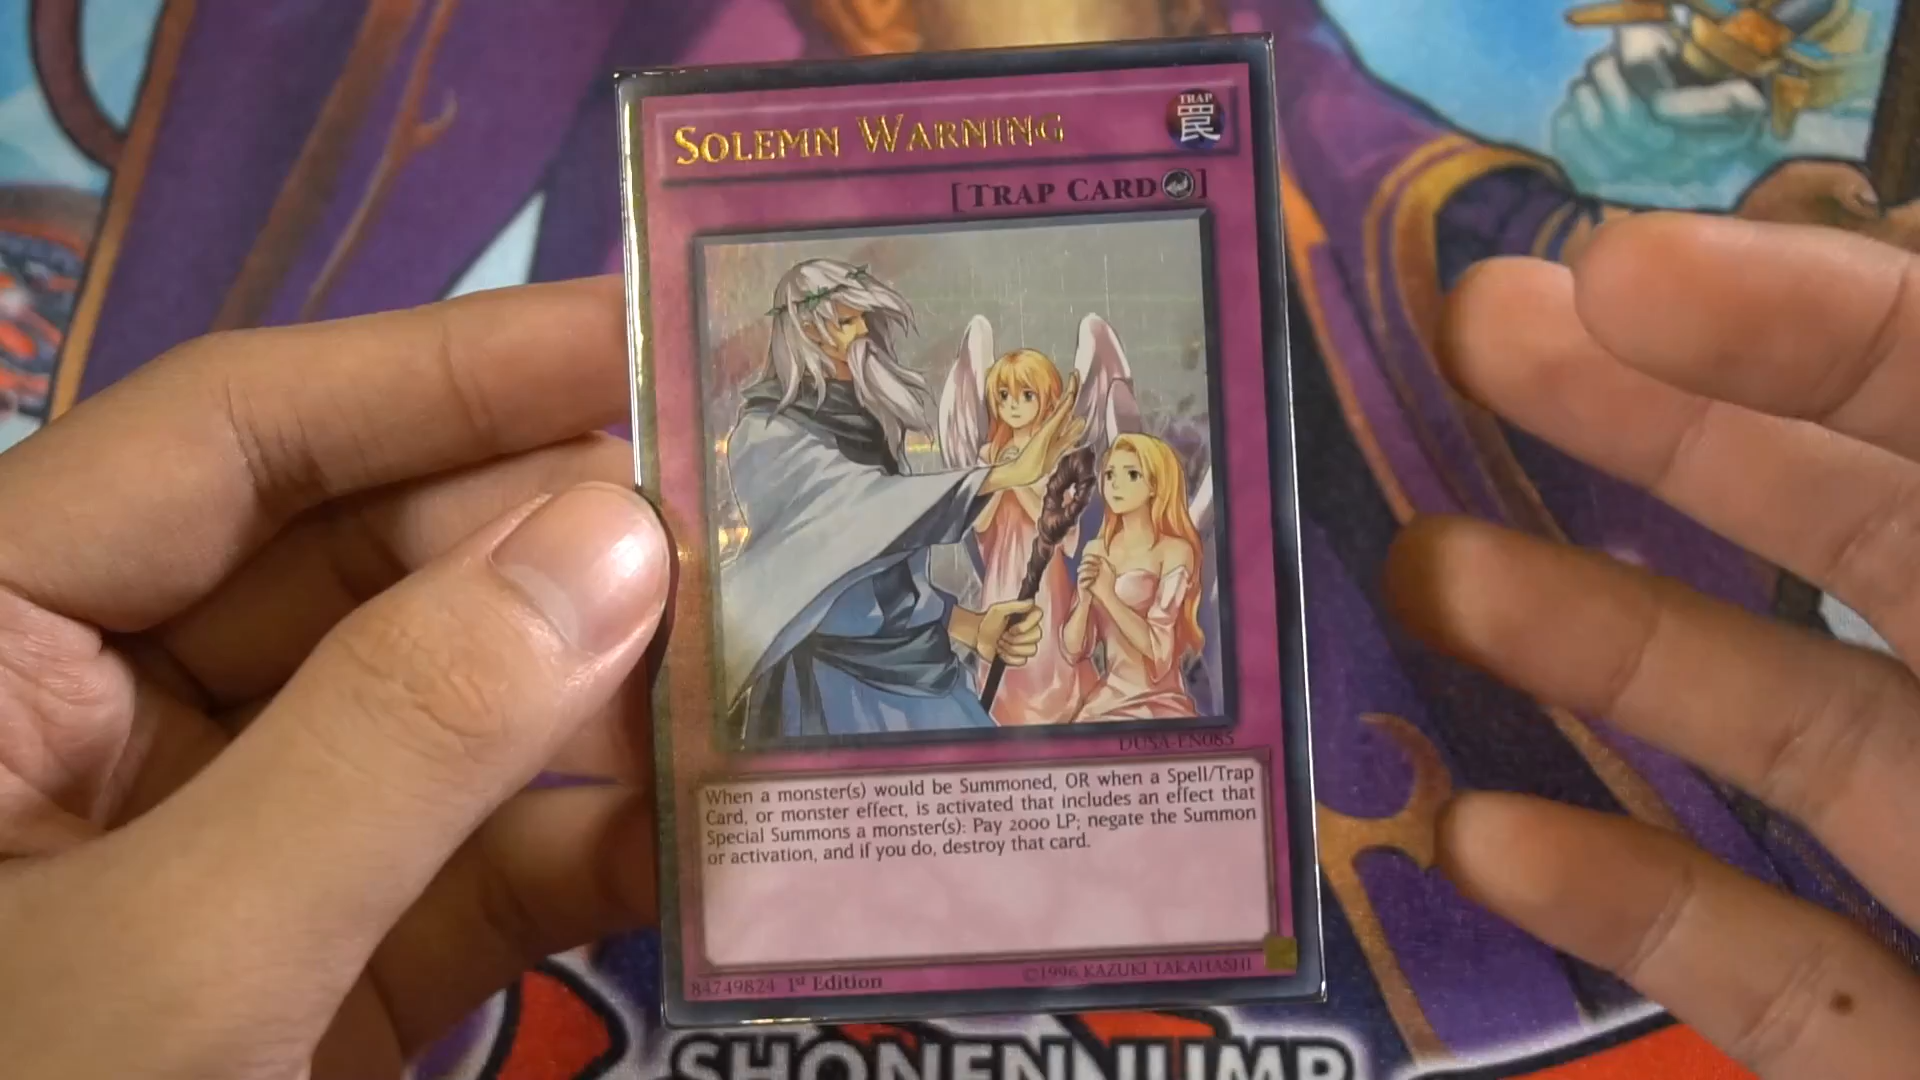 SOLEMN WARNING
TRAP
罠
[TRAP CARD]
DUSA-EN085
When a monster(s) would be Summoned, OR when a Spell/Trap
Card, or monster effect, is activated that includes an effect that
Special Summons a monster(s): Pay 2000 LP; negate the Summon
or activation, and if you do, destroy that card.
84749824 1st Edition
©1996 KAZUKI TAKAHASHI
SHONEN JUMP